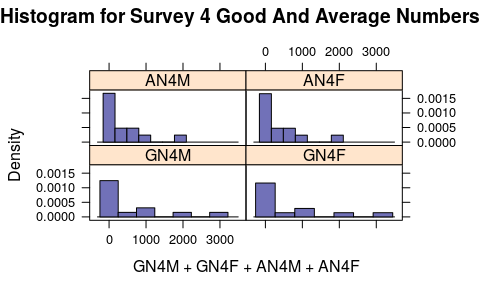 Histogram for Survey 4 Good And Average Numbers
0 1000 2000 3000
AN4M AN4F
0.0015
0.0010
0.0005
0.0000
Density
GN4M GN4F
0.0015
0.0010
0.0005
0.0000
0 1000 2000 3000
GN4M + GN4F + AN4M + AN4F